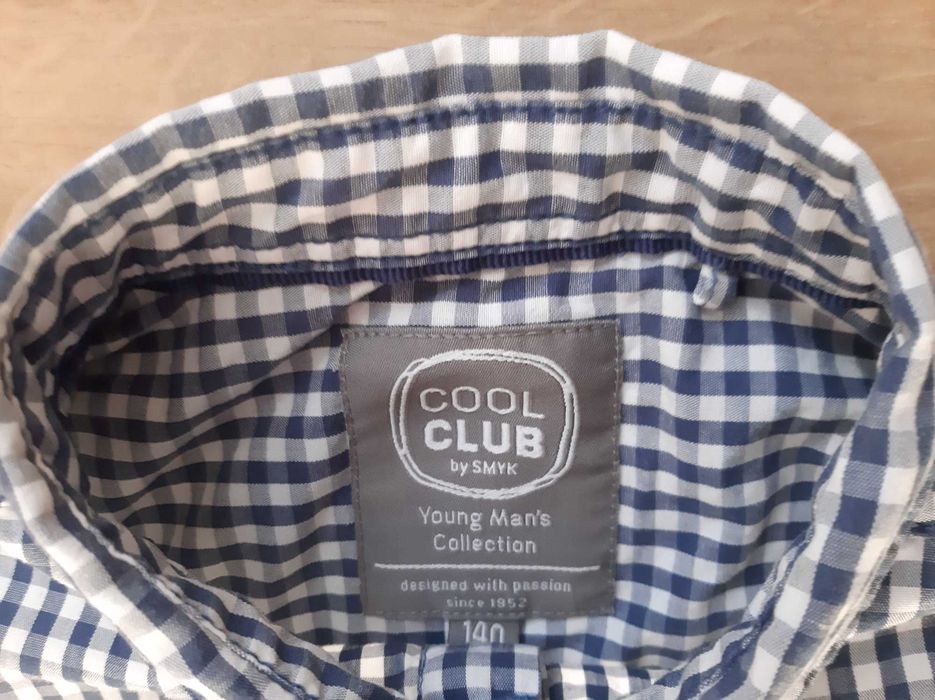 COOL
CLUB
by SMYK
Young Man's
Collection
designed with passion
since 1952
140